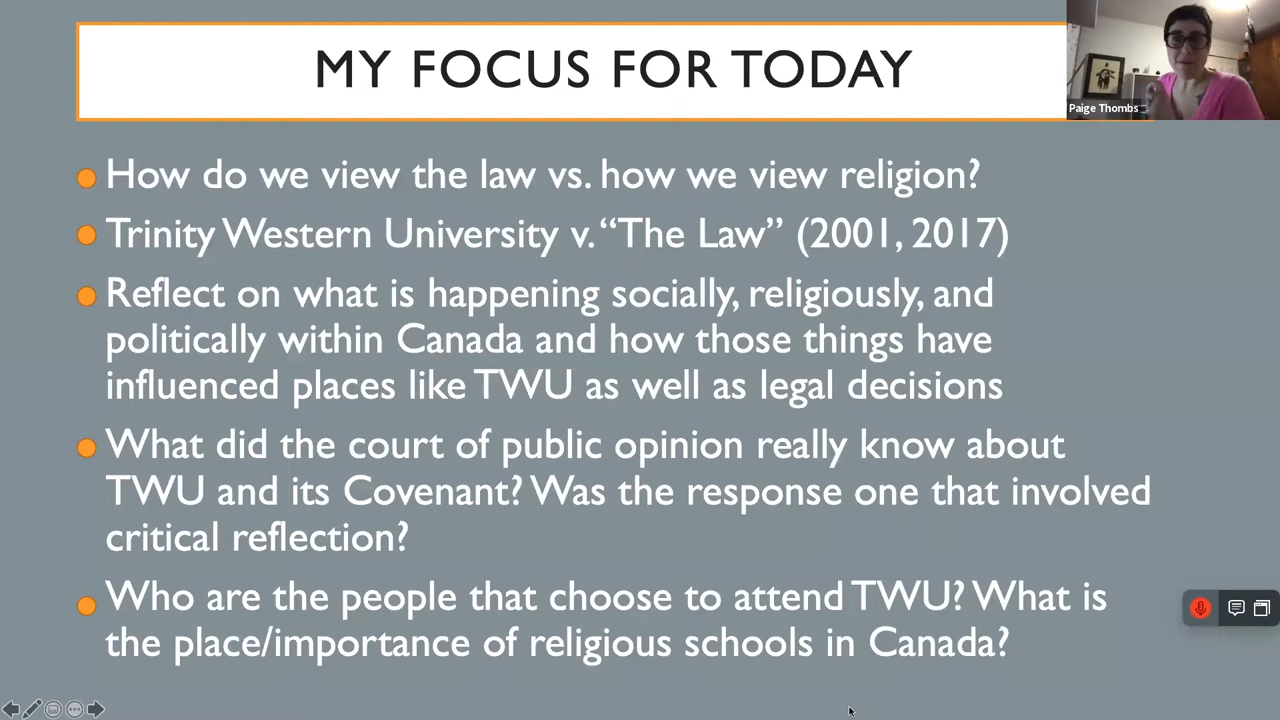 MY FOCUS FOR TODAY
Paige Thombs
How do we view the law vs. how we view religion?
Trinity Western University v. “The Law” (2001, 2017)
Reflect on what is happening socially, religiously, and
politically within Canada and how those things have
influenced places like TWU as well as legal decisions
What did the court of public opinion really know about
TWU and its Covenant? Was the response one that involved
critical reflection?
Who are the people that choose to attend TWU? What is
the place/importance of religious schools in Canada?